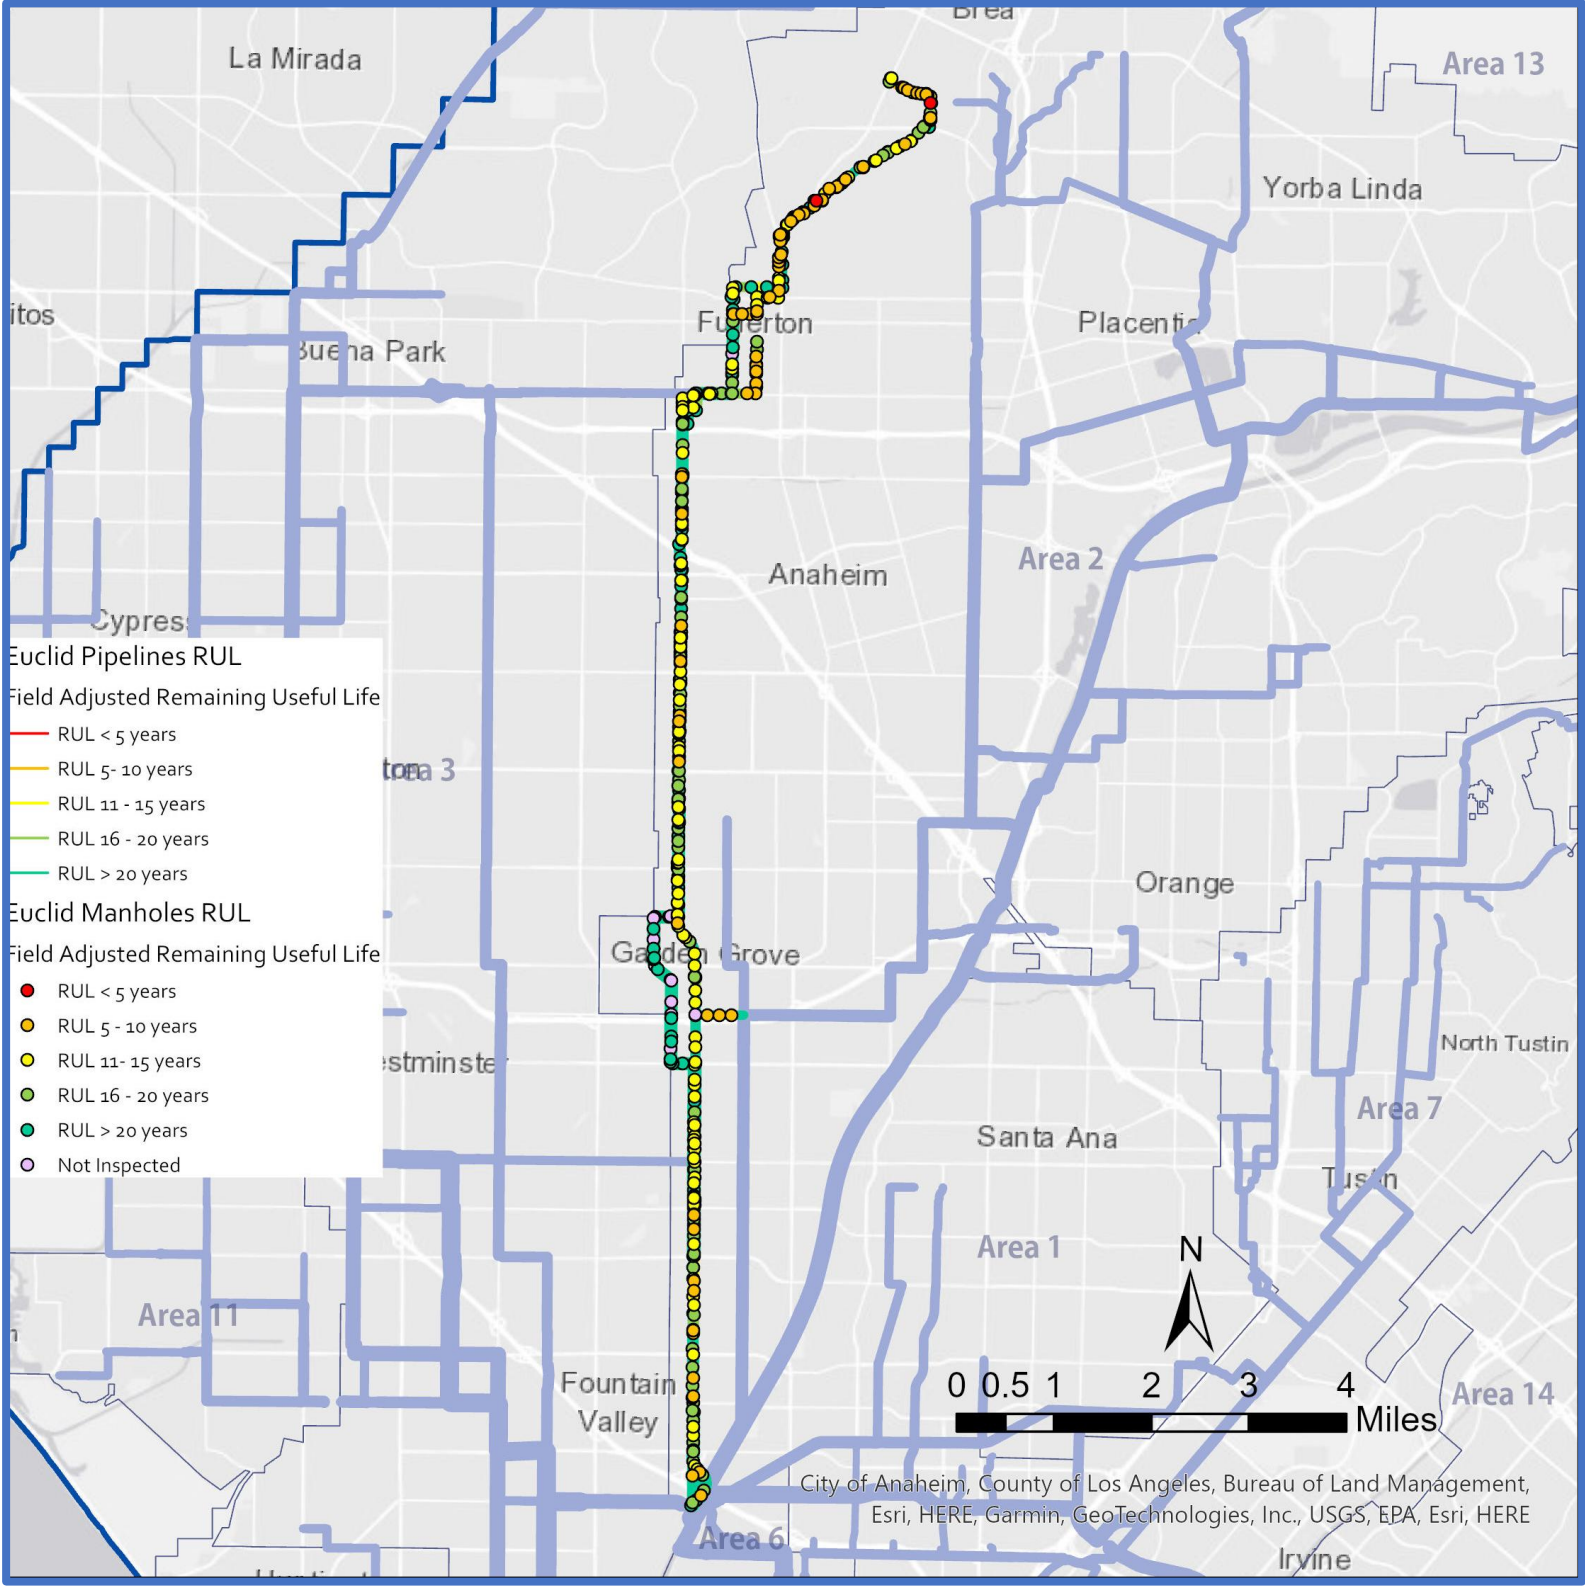 Brea
La Mirada
Area 13
Yorba Linda
itos
Fullerton
Placentia
Buena Park
Area 2
Anaheim
Cypress
Euclid Pipelines RUL
Field Adjusted Remaining Useful Life
RUL < 5 years
RUL 5- 10 years
ton
Area 3
RUL 11 - 15 years
RUL 16 - 20 years
RUL > 20 years
Orange
Euclid Manholes RUL
Field Adjusted Remaining Useful Life
Garden Grove
RUL < 5 years
RUL 5 - 10 years
North Tustin
RUL 11- 15 years
estminster
RUL 16 - 20 years
Area 7
RUL > 20 years
Santa Ana
Not Inspected
Tustin
Area 1
N
Area 11
Fountain
Valley
0 0.5 1 2 3 4
Miles
Area 14
City of Anaheim, County of Los Angeles, Bureau of Land Management,
Esri, HERE, Garmin, GeoTechnologies, Inc., USGS, EPA, Esri, HERE
Area 6
Irvine